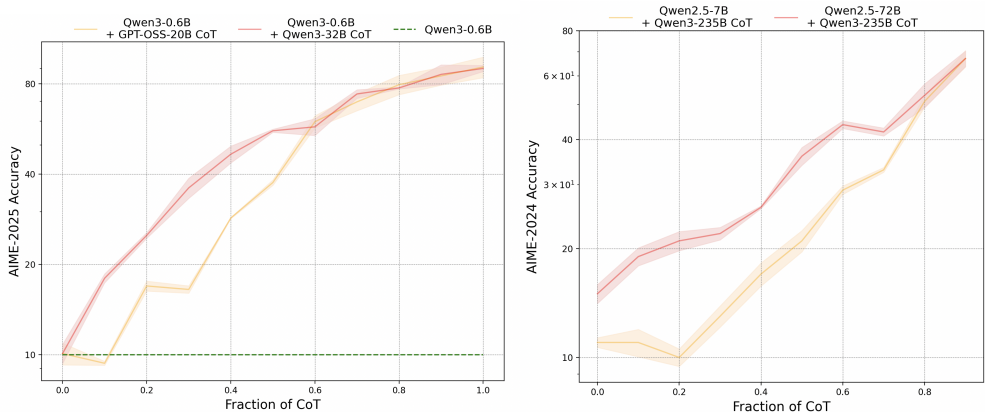 Qwen3-0.6B
+ GPT-OSS-20B CoT
Qwen3-0.6B
+ Qwen3-32B CoT
Qwen3-0.6B
AIME-2025 Accuracy
80
40
20
10
0.0
0.2
0.4
0.6
0.8
1.0
Fraction of CoT
Qwen2.5-7B
+ Qwen3-235B CoT
Qwen2.5-72B
+ Qwen3-235B CoT
AIME-2024 Accuracy
80
6 × 10¹
40
3 × 10¹
20
10
0.0
0.2
0.4
0.6
0.8
Fraction of CoT